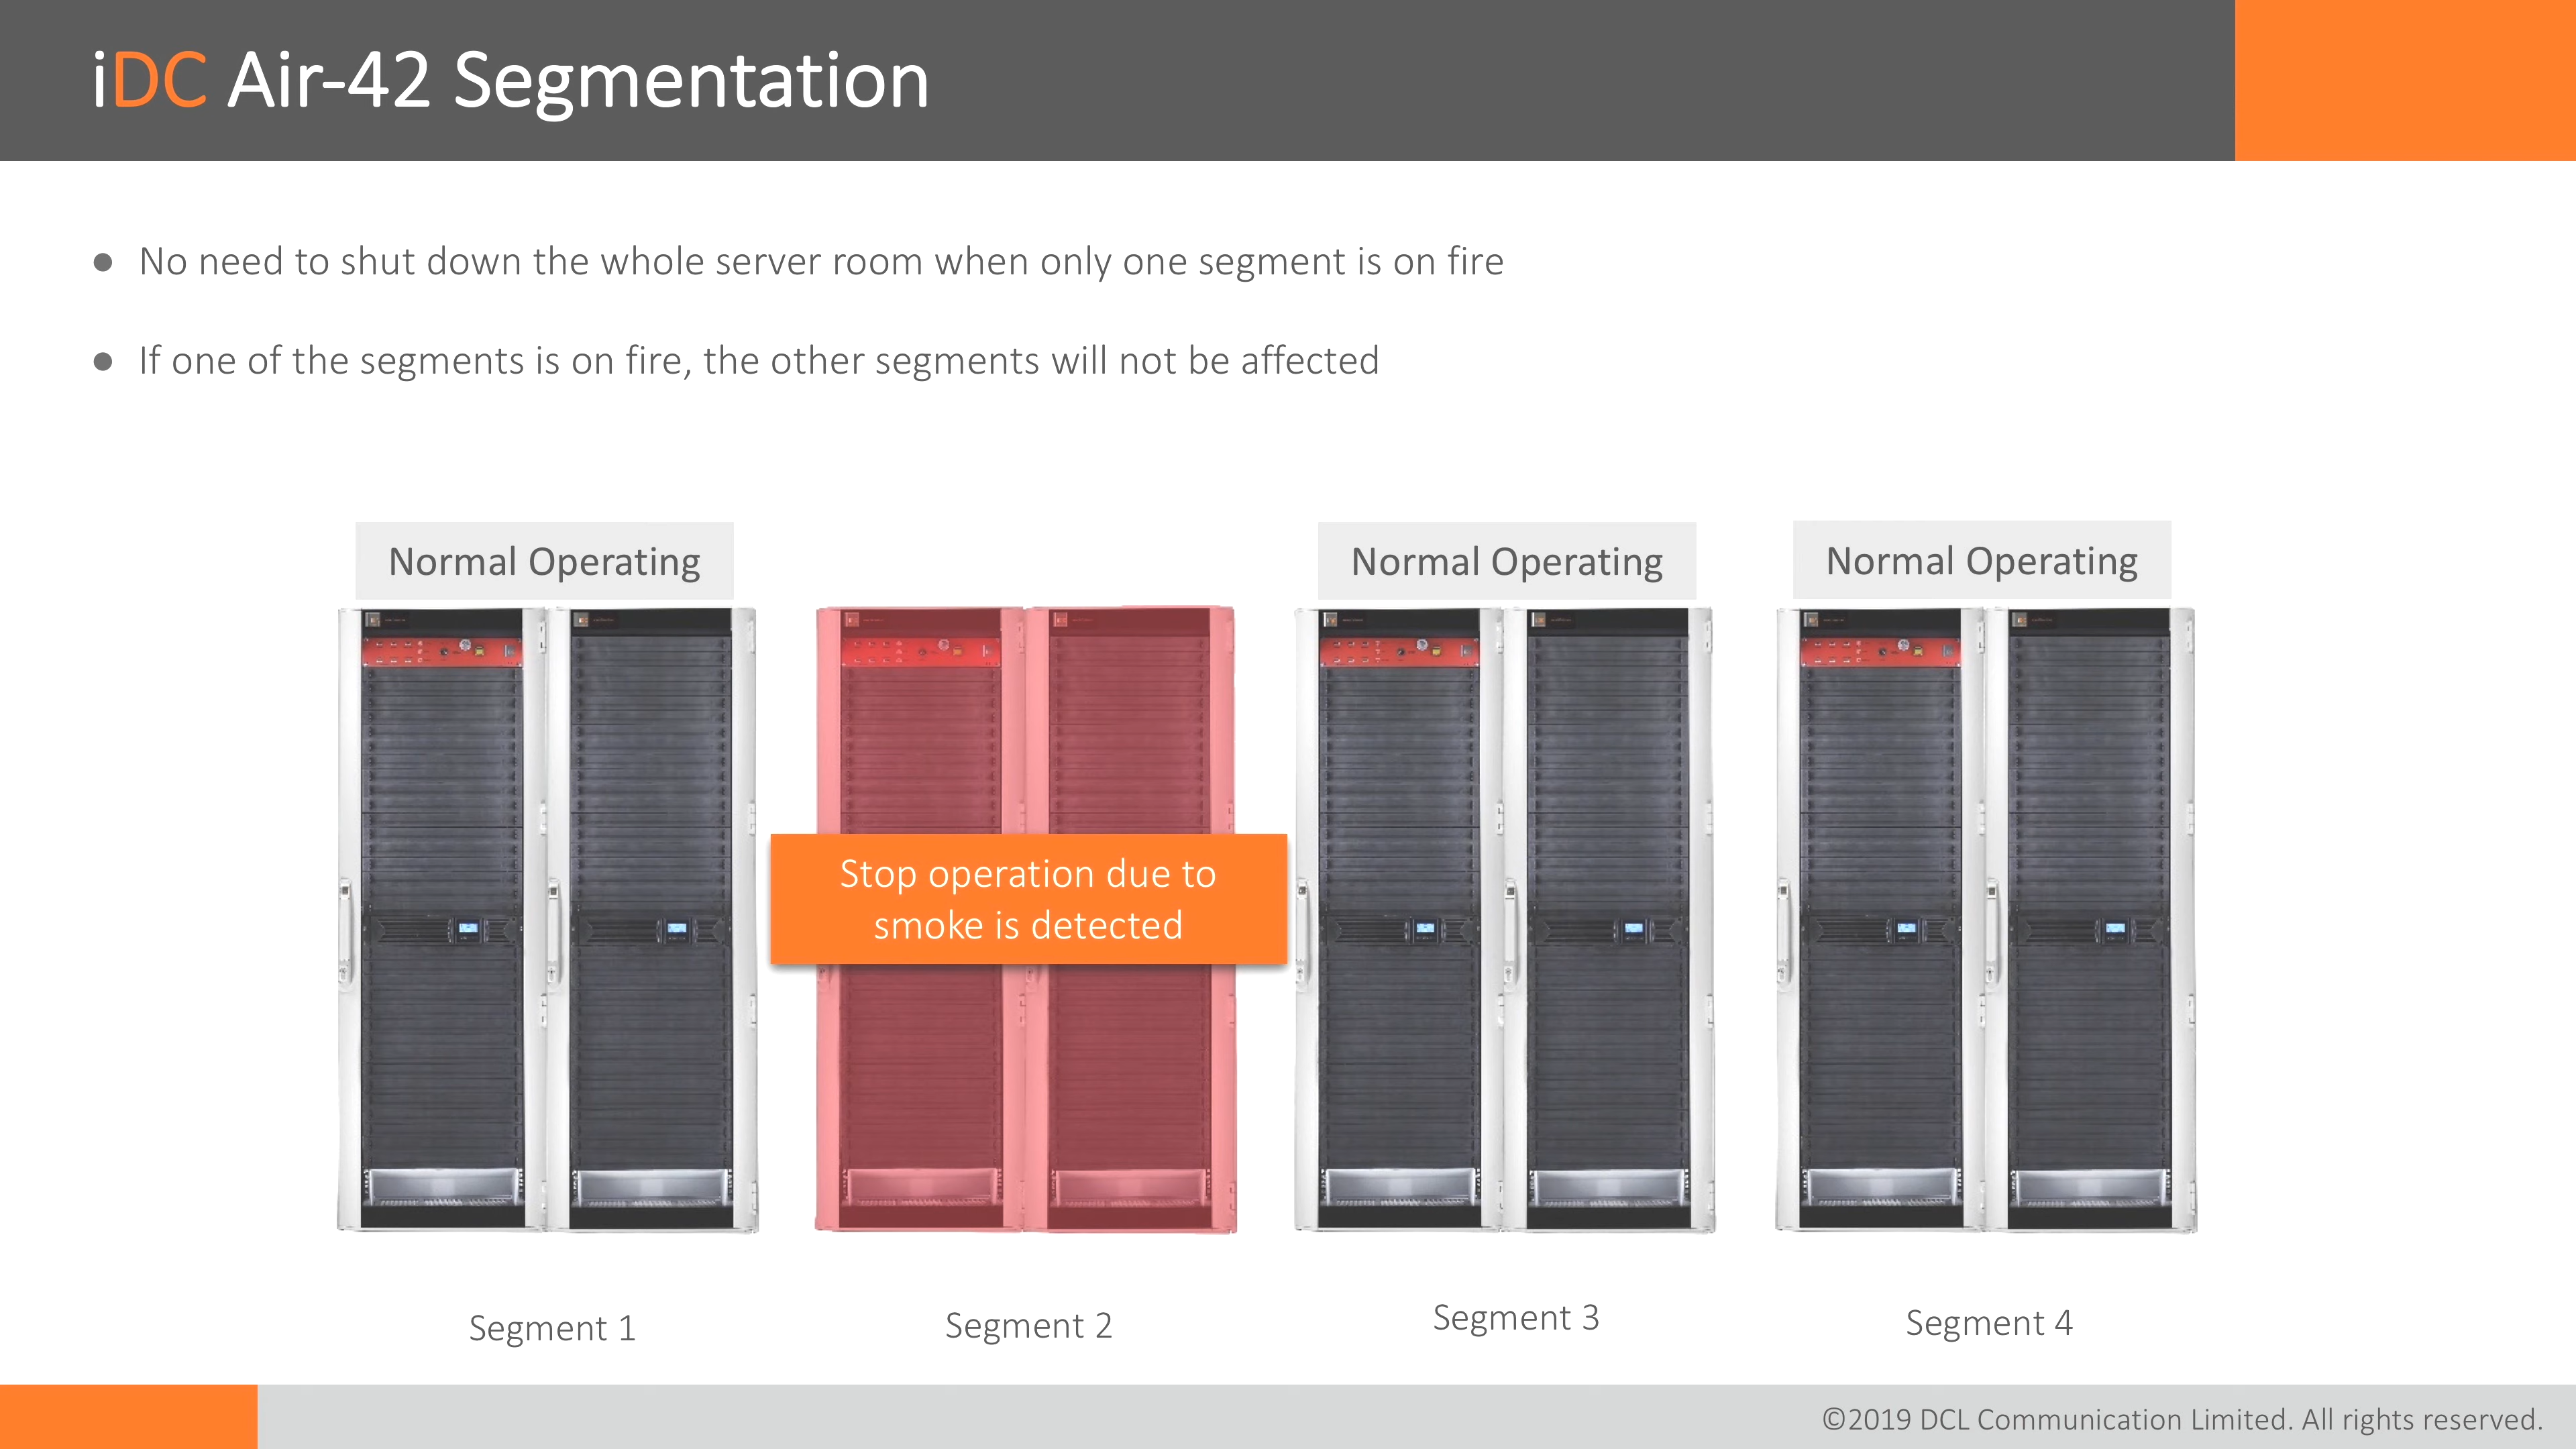 iDC Air-42 Segmentation
● No need to shut down the whole server room when only one segment is on fire
● If one of the segments is on fire, the other segments will not be affected
Normal Operating
Normal Operating
Normal Operating
Stop operation due to
smoke is detected
Segment 1
Segment 2
Segment 3
Segment 4
©2019 DCL Communication Limited. All rights reserved.